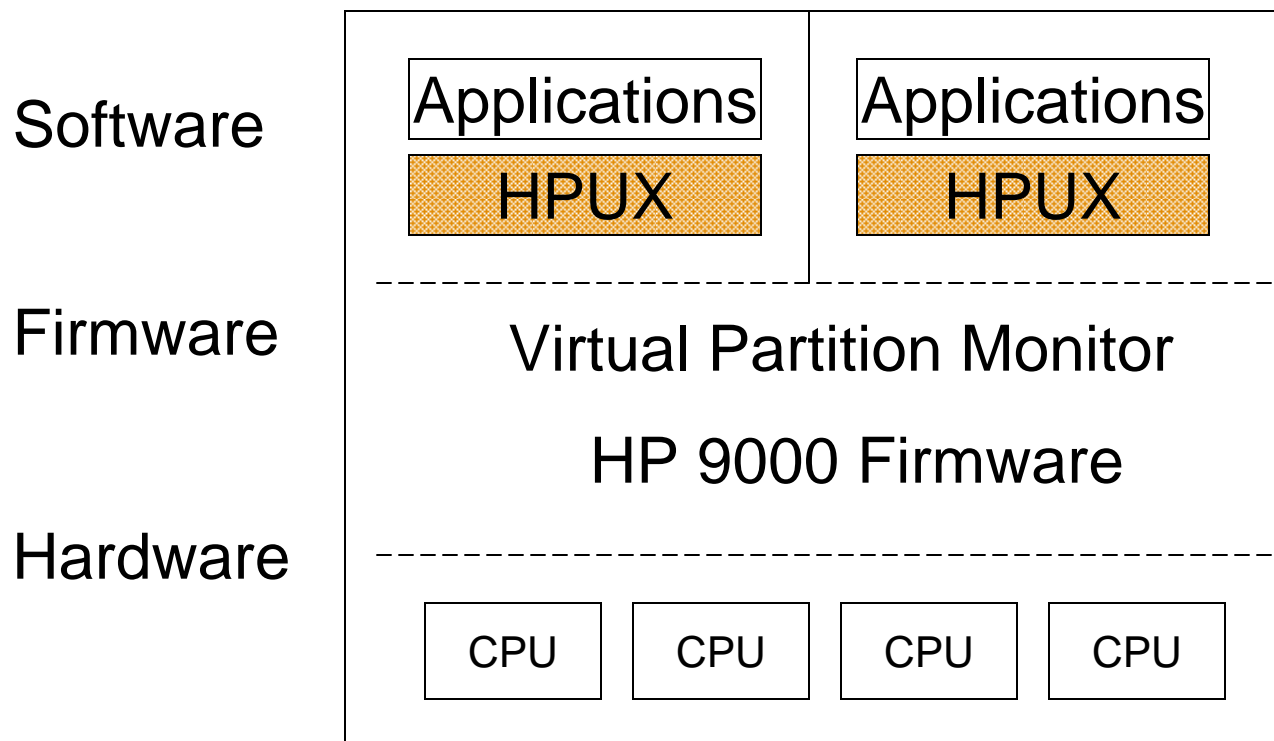 Software
Applications Applications
HPUX HPUX
Firmware
Virtual Partition Monitor
HP 9000 Firmware
Hardware
CPU CPU CPU CPU